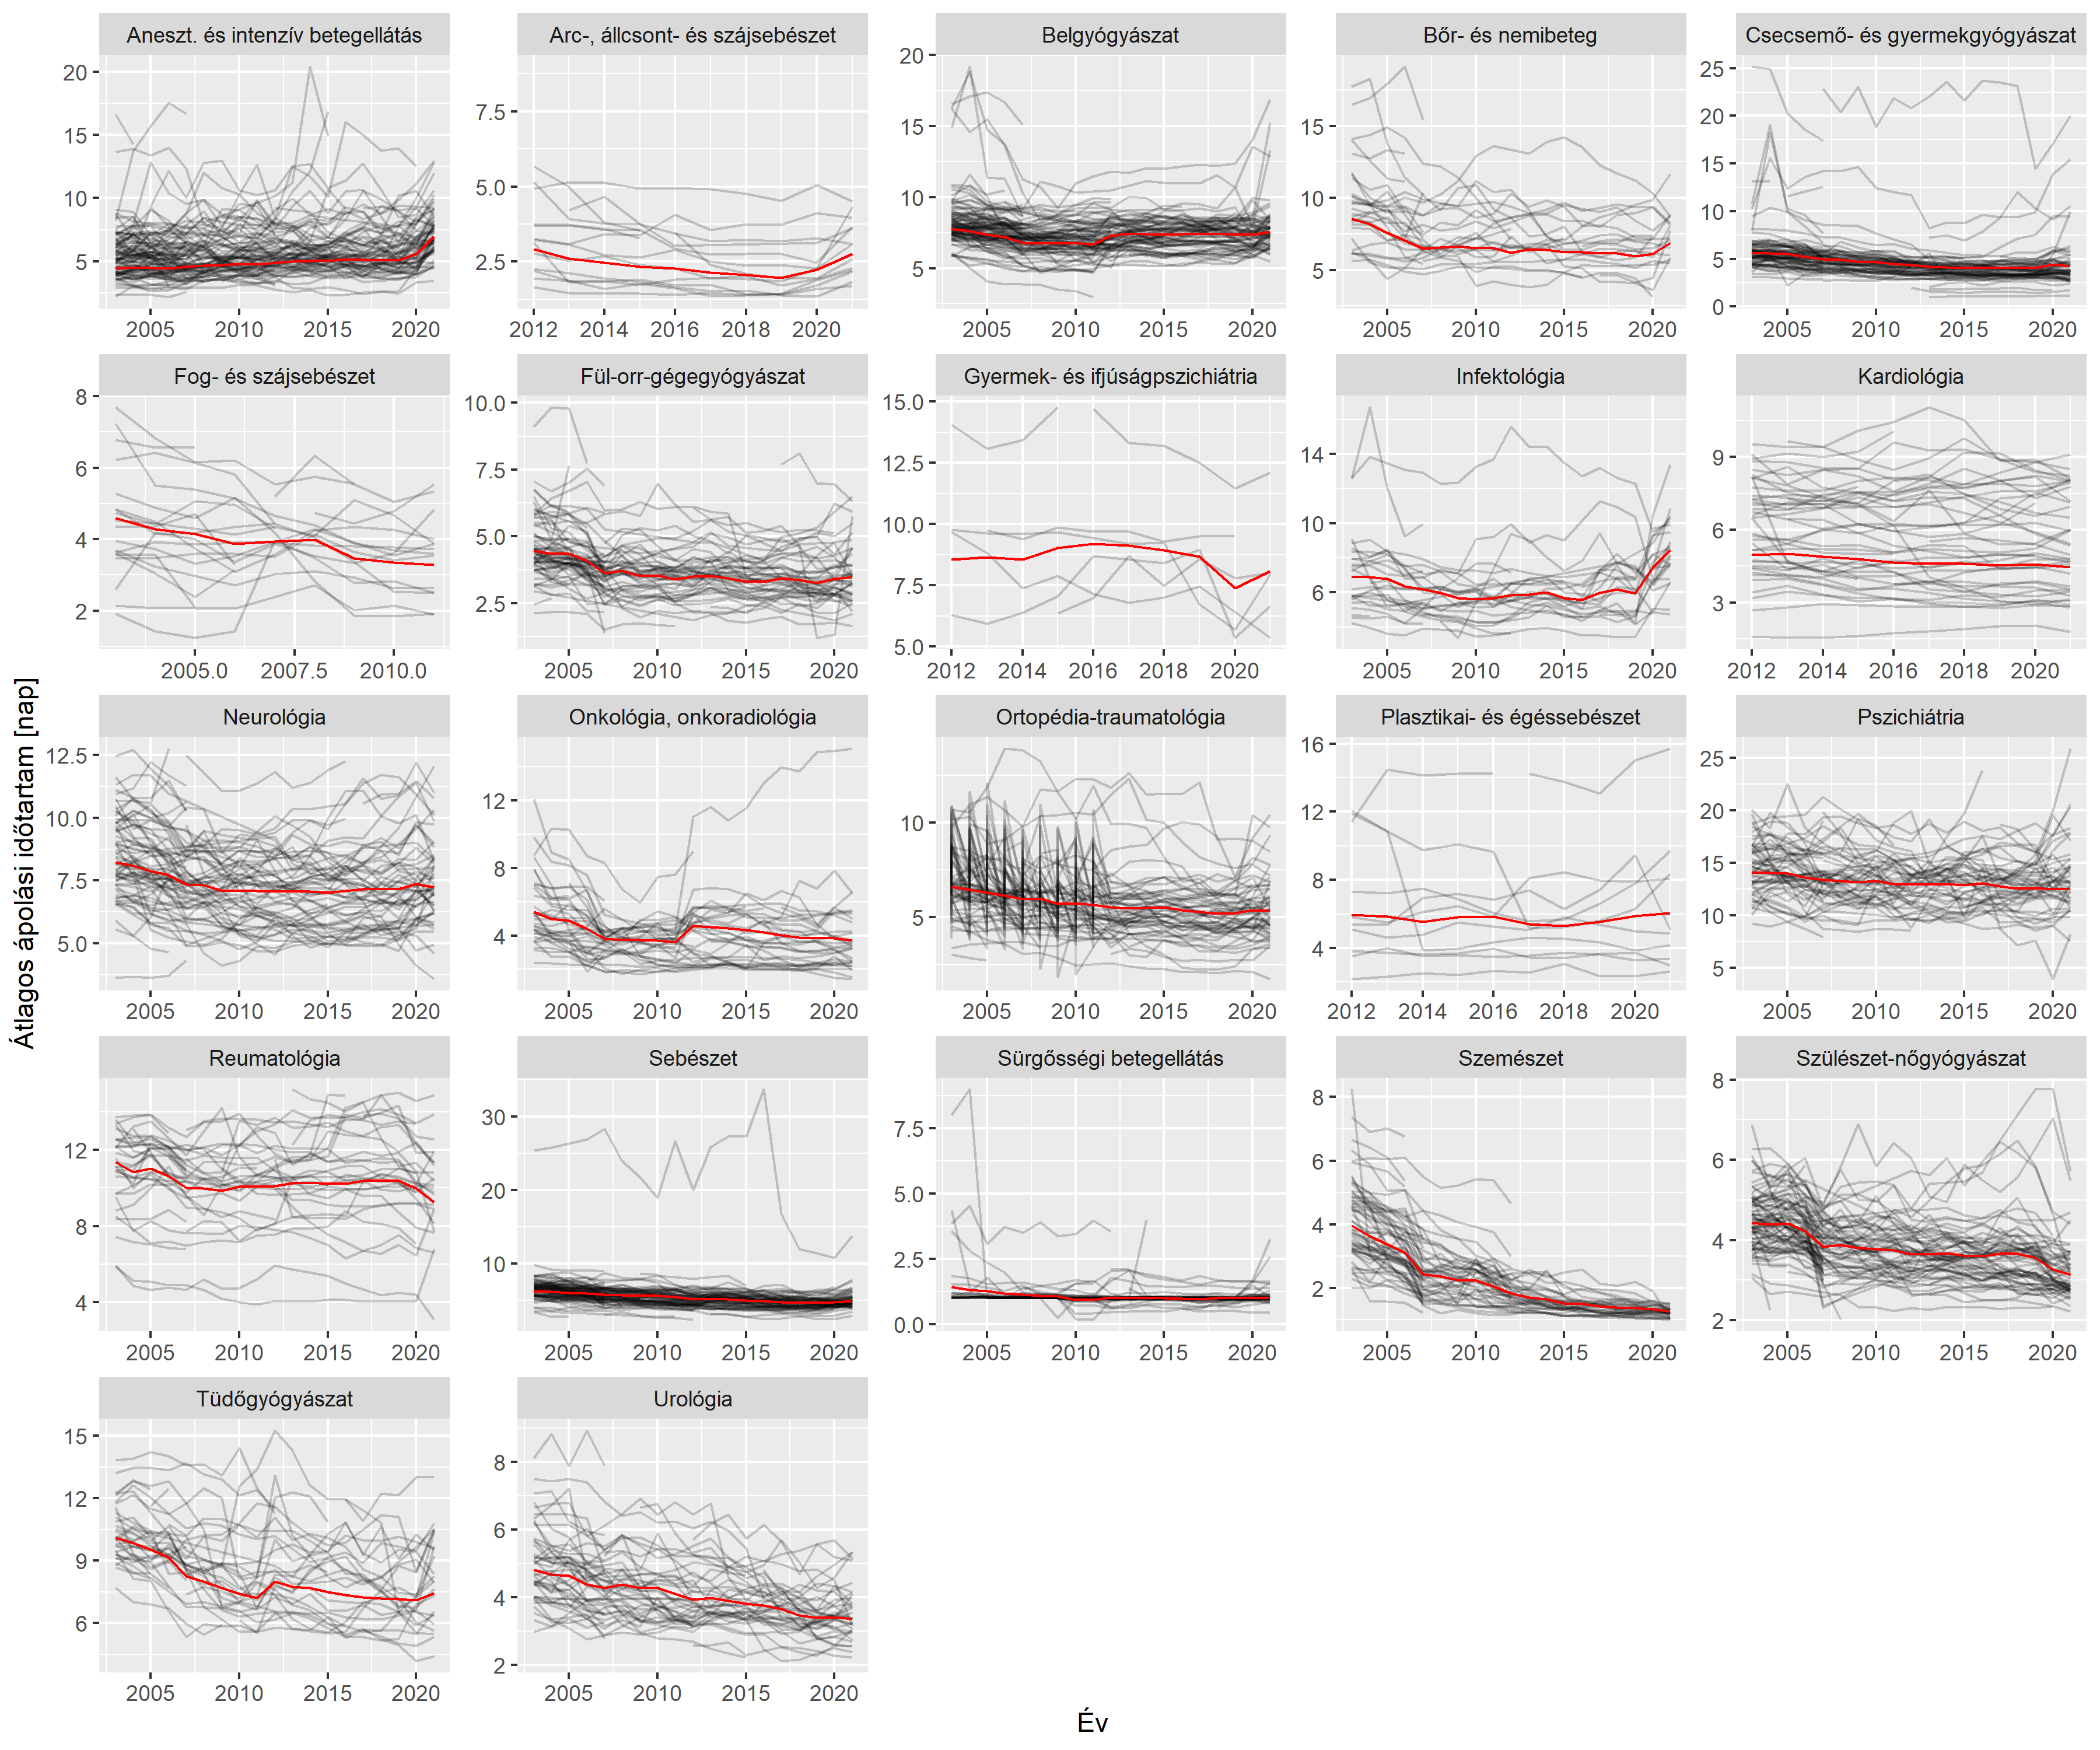 Aneszt. és intenzív betegellátás
Arc-, állcsont- és szájsebészet
Belgyógyászat
Bőr- és nemibeteg
Csecsemő- és gyermekgyógyászat
20
15
10
5
2005 2010 2015 2020
7.5
5.0
2.5
2012 2014 2016 2018 2020
20
15
10
5
2005 2010 2015 2020
15
10
5
2005 2010 2015 2020
25
20
15
10
5
0
2005 2010 2015 2020
Fog- és szájsebészet
Fül-orr-gégegyógyászat
Gyermek- és ifjúságpszichiátria
Infektológia
Kardiológia
8
6
4
2
2005.0 2007.5 2010.0
10.0
7.5
5.0
2.5
2005 2010 2015 2020
15.0
12.5
10.0
7.5
5.0
2012 2014 2016 2018 2020
14
10
6
2005 2010 2015 2020
9
6
3
2012 2014 2016 2018 2020
Átlagos ápolási időtartam [nap]
Neurológia
Onkológia, onkoradiológia
Ortopédia-traumatológia
Plasztikai- és égéssebészet
Pszichiátria
12.5
10.0
7.5
5.0
2005 2010 2015 2020
12
8
4
2005 2010 2015 2020
10
5
2005 2010 2015 2020
16
12
8
4
2012 2014 2016 2018 2020
25
20
15
10
5
2005 2010 2015 2020
Reumatológia
Sebészet
Sürgősségi betegellátás
Szemészet
Szülészet-nőgyógyászat
12
8
4
2005 2010 2015 2020
30
20
10
2005 2010 2015 2020
7.5
5.0
2.5
0.0
2005 2010 2015 2020
8
6
4
2
2005 2010 2015 2020
8
6
4
2
2005 2010 2015 2020
Tüdőgyógyászat
Urológia
15
12
9
6
2005 2010 2015 2020
8
6
4
2
2005 2010 2015 2020
Év